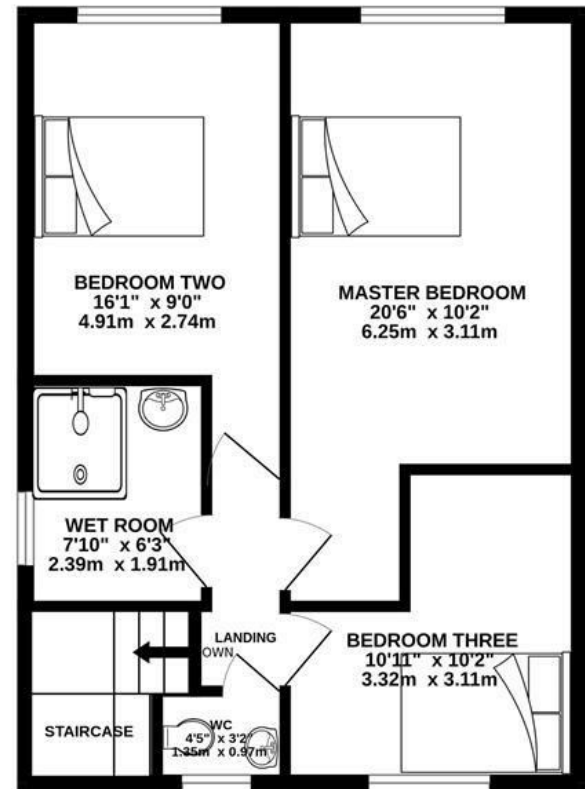 BEDROOM TWO
16'1" x 9'0"
4.91m x 2.74m
MASTER BEDROOM
20'6" x 10'2"
6.25m x 3.11m
WET ROOM
7'10" x 6'3"
2.39m x 1.91m
LANDING
OWN
BEDROOM THREE
10'11" x 10'2"
3.32m x 3.11m
STAIRCASE
WC
4'5" x 3'2"
1.35m x 0.97m